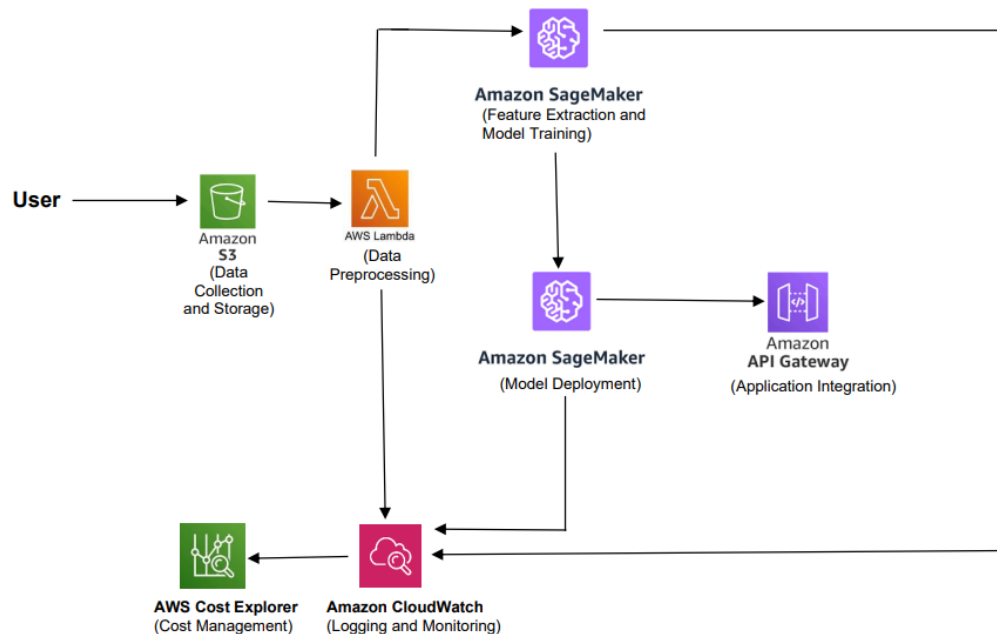 Amazon SageMaker
(Feature Extraction and
Model Training)
User
Amazon
S3
(Data
Collection
and Storage)
AWS Lambda
(Data
Preprocessing)
Amazon SageMaker
(Model Deployment)
</>
Amazon
API Gateway
(Application Integration)
AWS Cost Explorer
(Cost Management)
Amazon CloudWatch
(Logging and Monitoring)